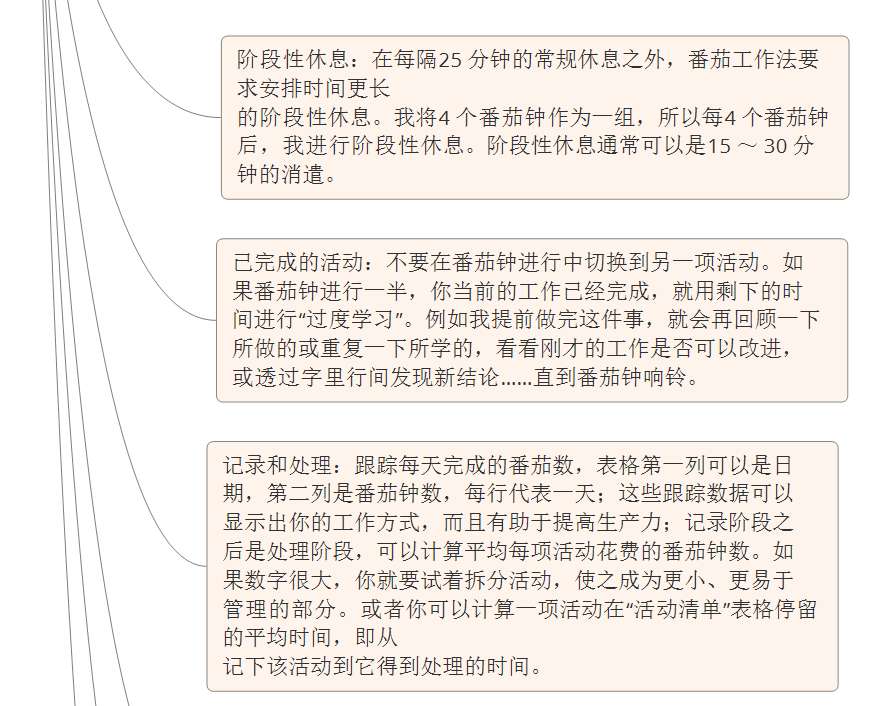 阶段性休息：在每隔25 分钟的常规休息之外，番茄工作法要
求安排时间更长
的阶段性休息。我将4 个番茄钟作为一组，所以每4 个番茄钟
后，我进行阶段性休息。阶段性休息通常可以是15 ～ 30 分
钟的消遣。
已完成的活动：不要在番茄钟进行中切换到另一项活动。如
果番茄钟进行一半，你当前的工作已经完成，就用剩下的时
间进行“过度学习”。例如我提前做完这件事，就会再回顾一下
所做的或重复一下所学的，看看刚才的工作是否可以改进，
或透过字里行间发现新结论……直到番茄钟响铃。
记录和处理：跟踪每天完成的番茄数，表格第一列可以是日
期，第二列是番茄钟数，每行代表一天；这些跟踪数据可以
显示出你的工作方式，而且有助于提高生产力；记录阶段之
后是处理阶段，可以计算平均每项活动花费的番茄钟数。如
果数字很大，你就要试着拆分活动，使之成为更小、更易于
管理的部分。或者你可以计算一项活动在“活动清单”表格停留
的平均时间，即从
记下该活动到它得到处理的时间。